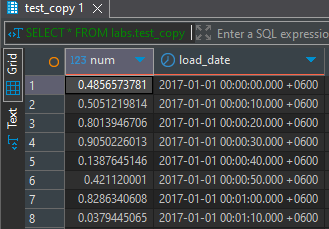 test_copy 1
SELECT * FROM labs.test_copy
Enter a SQL expression
Grid
Text
123 num load_date
1 0.4856573781 2017-01-01 00:00:00.000 +0600
2 0.5051219814 2017-01-01 00:00:10.000 +0600
3 0.8013946706 2017-01-01 00:00:20.000 +0600
4 0.9050226013 2017-01-01 00:00:30.000 +0600
5 0.1387645146 2017-01-01 00:00:40.000 +0600
6 0.421120001 2017-01-01 00:00:50.000 +0600
7 0.8286340608 2017-01-01 00:01:00.000 +0600
8 0.0379445065 2017-01-01 00:01:10.000 +0600